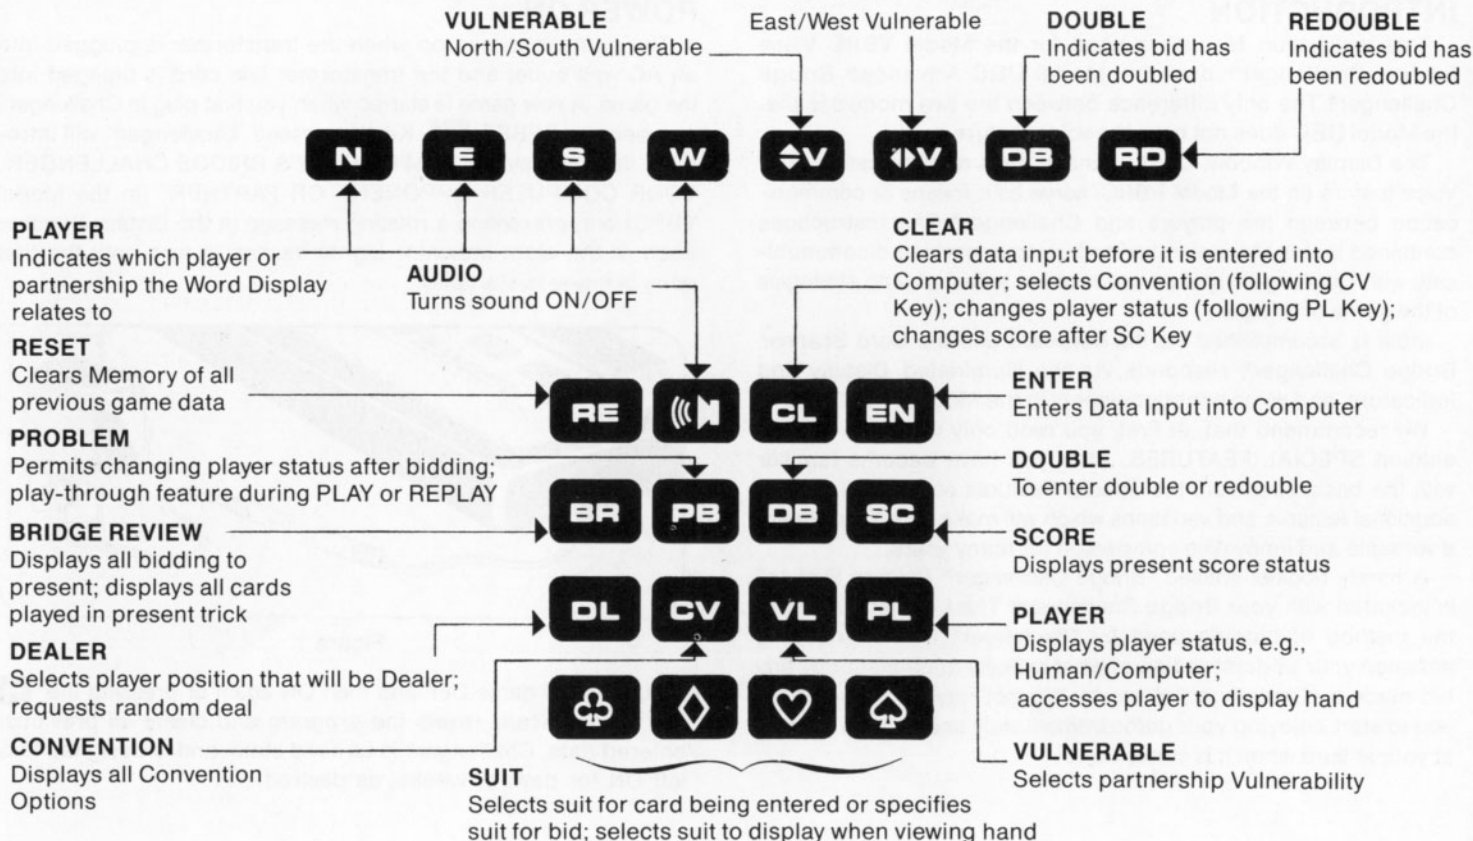 VULNERABLE
North/South Vulnerable
East/West Vulnerable
DOUBLE
Indicates bid has
been doubled
REDOUBLE
Indicates bid has
been redoubled
N E S W DB RD
PLAYER
Indicates which player or
partnership the Word Display
relates to
AUDIO
Turns sound ON/OFF
CLEAR
Clears data input before it is entered into
Computer; selects Convention (following CV
Key); changes player status (following PL Key);
changes score after SC Key
RESET
Clears Memory of all
previous game data
RE CL EN
ENTER
Enters Data Input into Computer
PROBLEM
Permits changing player status after bidding;
play-through feature during PLAY or REPLAY
DOUBLE
To enter double or redouble
BR PB DB SC
BRIDGE REVIEW
Displays all bidding to
present; displays all cards
played in present trick
SCORE
Displays present score status
DL CV VL PL
PLAYER
Displays player status, e.g.,
Human/Computer;
accesses player to display hand
DEALER
Selects player position that will be Dealer;
requests random deal
♧ ♢ ♡ ♤
CONVENTION
Displays all Convention
Options
SUIT
Selects suit for card being entered or specifies
suit for bid; selects suit to display when viewing hand
VULNERABLE
Selects partnership Vulnerability